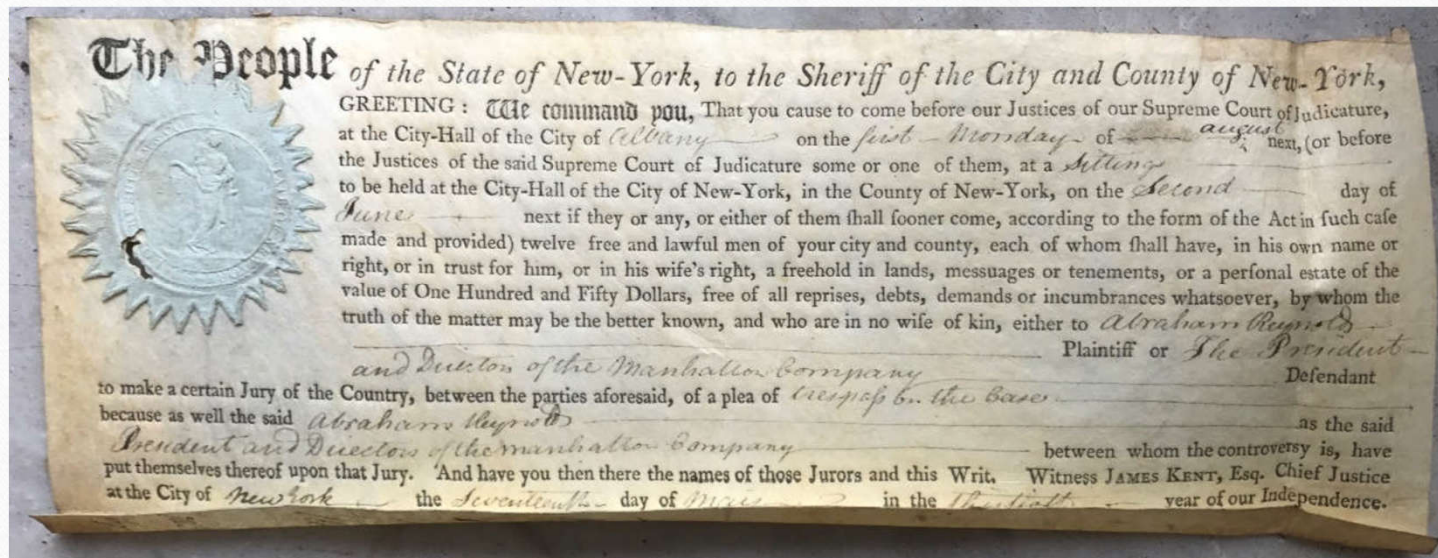 The People of the State of New-York, to the Sheriff of the City and County of New-York,
GREETING: We command you, That you cause to come before our Justices of our Supreme Court of Judicature,
at the City-Hall of the City of Albany on the first Monday of august next, (or before
the Justices of the said Supreme Court of Judicature some or one of them, at a Sittings
to be held at the City-Hall of the City of New-York, in the County of New-York, on the Second day of
June next if they or any, or either of them ſhall ſooner come, according to the form of the Act in ſuch caſe
made and provided) twelve free and lawful men of your city and county, each of whom ſhall have, in his own name or
right, or in trust for him, or in his wife's right, a freehold in lands, messuages or tenements, or a perſonal estate of the
value of One Hundred and Fifty Dollars, free of all reprises, debts, demands or incumbrances whatsoever, by whom the
truth of the matter may be the better known, and who are in no wiſe of kin, either to Abraham Reynolds
Plaintiff or The President
and Directors of the Manhattan Company Defendant
to make a certain Jury of the Country, between the parties aforesaid, of a plea of trespaſs on the Case
because as well the said Abraham Reynolds as the said
President and Directors of the manhattan Company between whom the controversy is, have
put themselves thereof upon that Jury. And have you then there the names of those Jurors and this Writ. Witness JAMES KENT, Esq. Chief Justice
at the City of New York the Seventeenth day of in the year of our Independence.